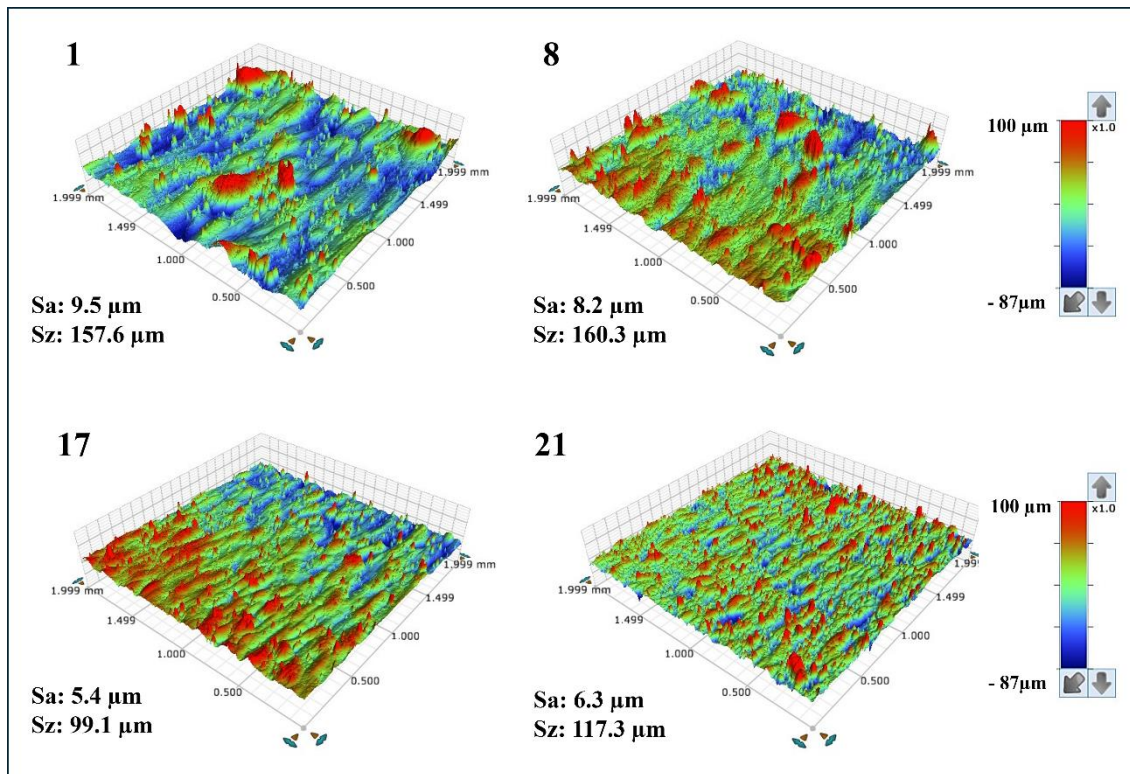 1
1.999 mm
1.499
1.000
0.500
0.500
1.000
1.499
1.999 mm
Sa: 9.5 µm
Sz: 157.6 µm
8
1.999 mm
1.499
1.000
0.500
0.500
1.000
1.499
1.999 mm
Sa: 8.2 µm
Sz: 160.3 µm
100 µm
x1.0
- 87µm
17
1.999 mm
1.499
1.000
0.500
0.500
1.000
1.499
1.999 mm
Sa: 5.4 µm
Sz: 99.1 µm
21
1.999 mm
1.499
1.000
0.500
0.500
1.000
1.499
1.99
Sa: 6.3 µm
Sz: 117.3 µm
100 µm
x1.0
- 87µm